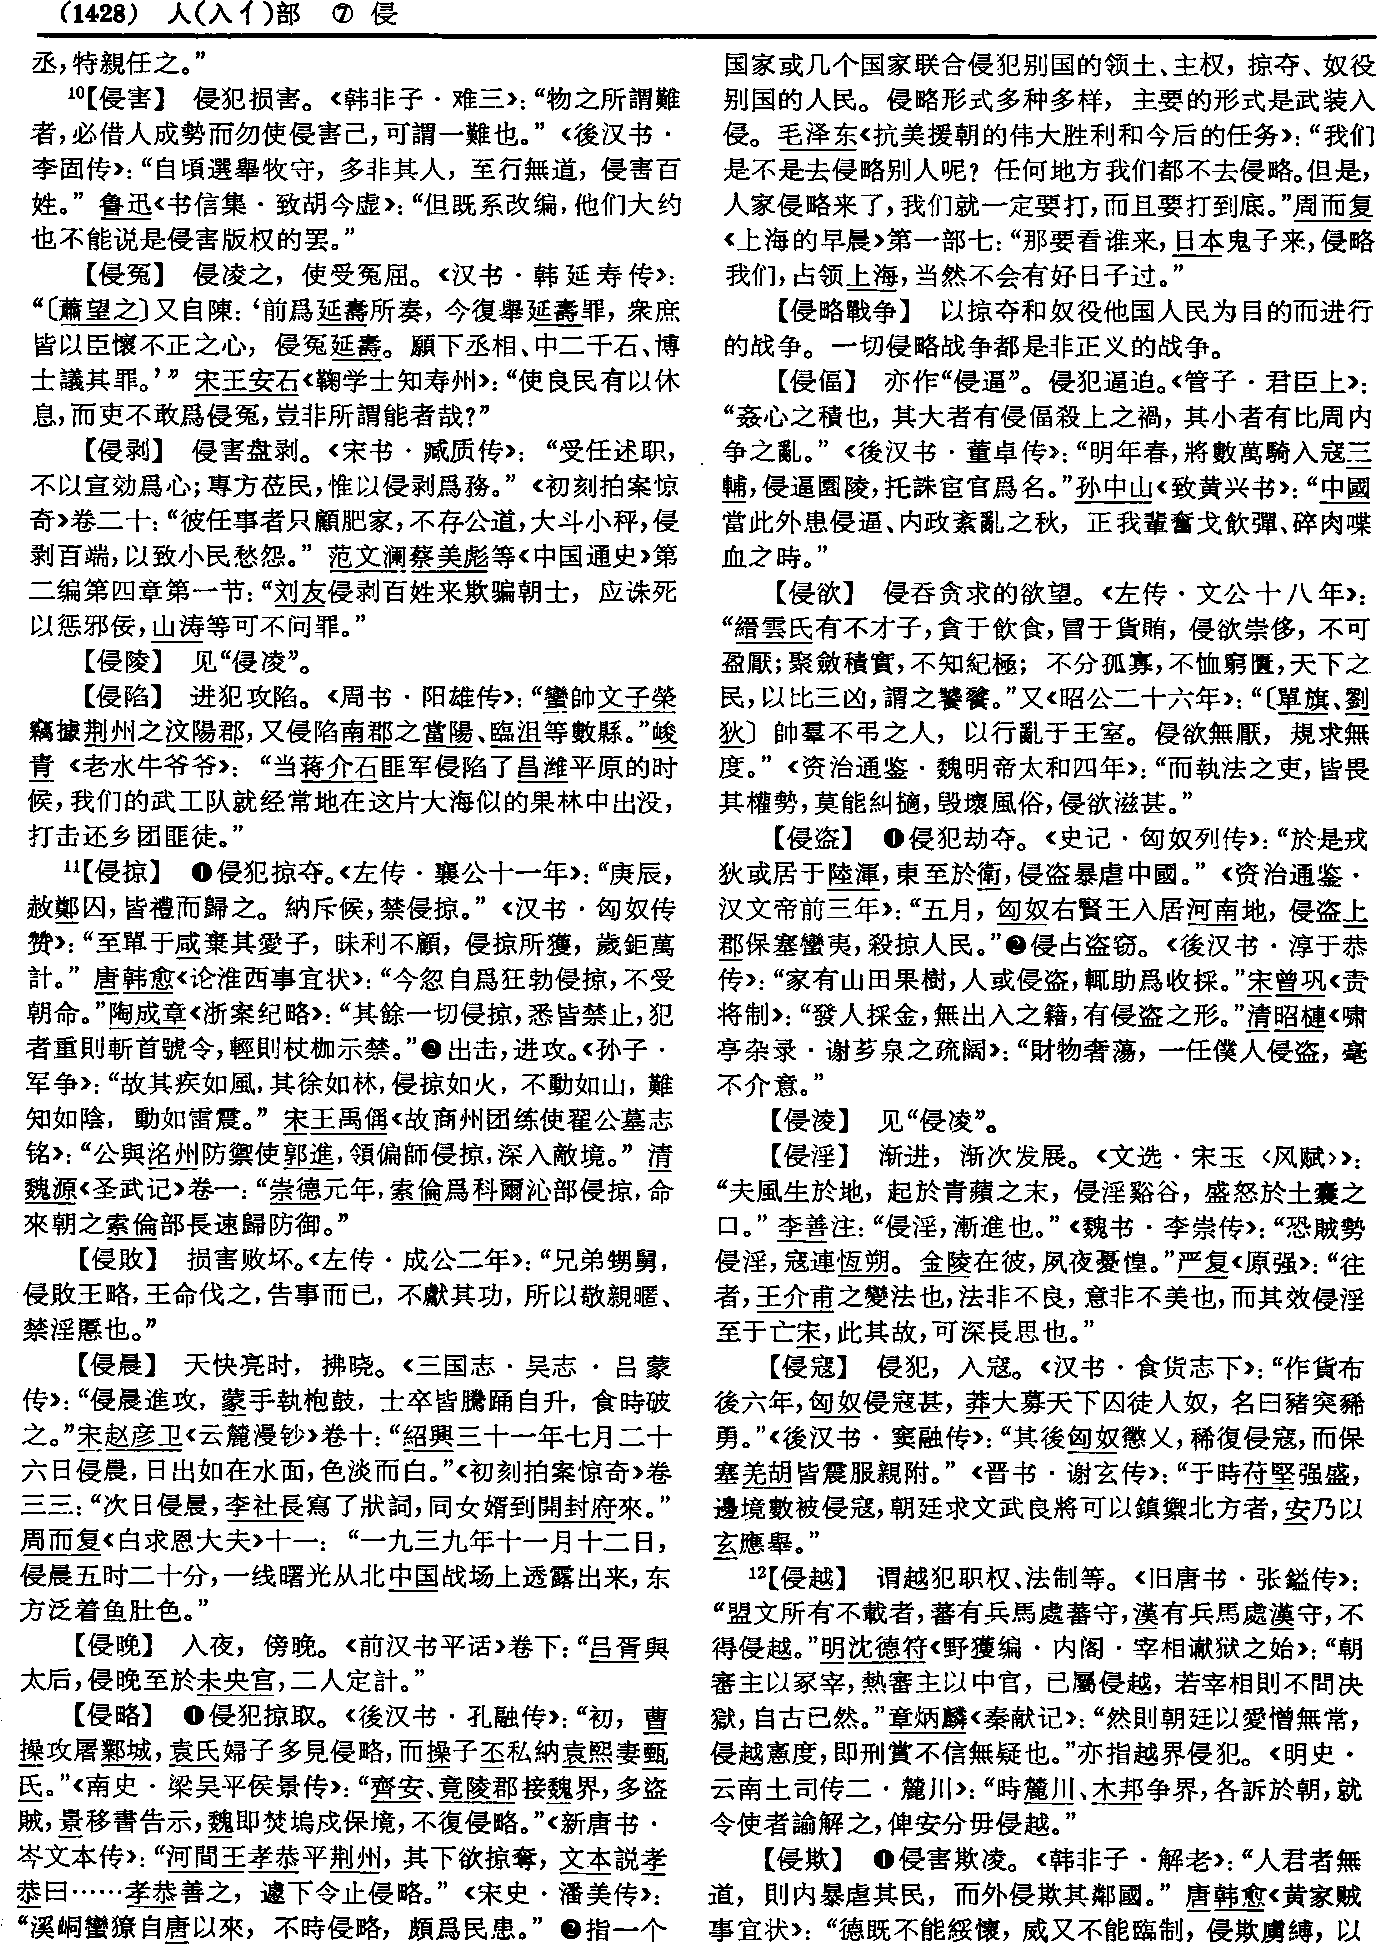 (1428) 人(入亻)部 ⑦ 侵
丞,特親任之。”
¹⁰【侵害】 侵犯损害。《韩非子·难三》:“物之所謂難
者,必借人成勢而勿使侵害己,可謂一難也。”《後汉书·
李固传》:“自頃選舉牧守,多非其人,至行無道,侵害百
姓。”鲁迅《书信集·致胡今虚》:“但既系改编,他们大约
也不能说是侵害版权的罢。”
【侵冤】 侵凌之,使受冤屈。《汉书·韩延寿传》:
“〔蕭望之〕又自陳:‘前爲延壽所奏,今復舉延壽罪,衆庶
皆以臣懷不正之心,侵冤延壽。願下丞相、中二千石、博
士議其罪。’”宋王安石《鞠学士知寿州》:“使良民有以休
息,而吏不敢爲侵冤,豈非所謂能者哉?”
【侵剥】 侵害盘剥。《宋书·臧质传》:“受任述职,
不以宣効爲心;專方莅民,惟以侵剥爲務。”《初刻拍案惊
奇》卷二十:“彼任事者只顧肥家,不存公道,大斗小秤,侵
剥百端,以致小民愁怨。”范文澜蔡美彪等《中国通史》第
二编第四章第一节:“刘友侵剥百姓来欺骗朝士,应诛死
以惩邪佞,山涛等可不问罪。”
【侵陵】 见“侵凌”。
【侵陷】 进犯攻陷。《周书·阳雄传》:“蠻帥文子榮
竊據荆州之汶陽郡,又侵陷南郡之當陽、臨沮等數縣。”峻
青《老水牛爷爷》:“当蒋介石匪军侵陷了昌潍平原的时
候,我们的武工队就经常地在这片大海似的果林中出没,
打击还乡团匪徒。”
¹¹【侵掠】 ❶侵犯掠夺。《左传·襄公十一年》:“庚辰,
赦鄭囚,皆禮而歸之。納斥候,禁侵掠。”《汉书·匈奴传
赞》:“至單于咸棄其愛子,昧利不顧,侵掠所獲,歲鉅萬
計。”唐韩愈《论淮西事宜状》:“今忽自爲狂勃侵掠,不受
朝命。”陶成章《浙案纪略》:“其餘一切侵掠,悉皆禁止,犯
者重則斬首號令,輕則杖枷示禁。”❷出击,进攻。《孙子·
军争》:“故其疾如風,其徐如林,侵掠如火,不動如山,難
知如陰,動如雷震。”宋王禹偁《故商州团练使翟公墓志
铭》:“公與洺州防禦使郭進,領偏師侵掠,深入敵境。”清
魏源《圣武记》卷一:“崇德元年,索倫爲科爾沁部侵掠,命
來朝之索倫部長速歸防御。”
【侵敗】 损害败坏。《左传·成公二年》:“兄弟甥舅,
侵敗王略,王命伐之,告事而已,不獻其功,所以敬親暱、
禁淫慝也。”
【侵晨】 天快亮时,拂晓。《三国志·吴志·吕蒙
传》:“侵晨進攻,蒙手執枹鼓,士卒皆騰踊自升,食時破
之。”宋赵彦卫《云麓漫钞》卷十:“紹興三十一年七月二十
六日侵晨,日出如在水面,色淡而白。”《初刻拍案惊奇》卷
三三:“次日侵晨,李社長寫了狀詞,同女婿到開封府來。”
周而复《白求恩大夫》十一:“一九三九年十一月十二日,
侵晨五时二十分,一线曙光从北中国战场上透露出来,东
方泛着鱼肚色。”
【侵晚】 入夜,傍晚。《前汉书平话》卷下:“吕胥與
太后,侵晚至於未央宫,二人定計。”
【侵略】 ❶侵犯掠取。《後汉书·孔融传》:“初,曹
操攻屠鄴城,袁氏婦子多見侵略,而操子丕私納袁熙妻甄
氏。”《南史·梁吴平侯景传》:“齊安、竟陵郡接魏界,多盗
賊,景移書告示,魏即焚塢戍保境,不復侵略。”《新唐书·
岑文本传》:“河間王孝恭平荆州,其下欲掠奪,文本説孝
恭曰……孝恭善之,遽下令止侵略。”《宋史·潘美传》:
“溪峒蠻獠自唐以來,不時侵略,頗爲民患。”❷指一个
国家或几个国家联合侵犯别国的领土、主权,掠夺、奴役
别国的人民。侵略形式多种多样,主要的形式是武装入
侵。毛泽东《抗美援朝的伟大胜利和今后的任务》:“我们
是不是去侵略别人呢?任何地方我们都不去侵略。但是,
人家侵略来了,我们就一定要打,而且要打到底。”周而复
《上海的早晨》第一部七:“那要看谁来,日本鬼子来,侵略
我们,占领上海,当然不会有好日子过。”
【侵略戰争】 以掠夺和奴役他国人民为目的而进行
的战争。一切侵略战争都是非正义的战争。
【侵偪】 亦作“侵逼”。侵犯逼迫。《管子·君臣上》:
“姦心之積也,其大者有侵偪殺上之禍,其小者有比周内
争之亂。”《後汉书·董卓传》:“明年春,將數萬騎入寇三
輔,侵逼園陵,托誅宦官爲名。”孙中山《致黄兴书》:“中國
當此外患侵逼、内政紊亂之秋,正我輩奮戈飲彈、碎肉喋
血之時。”
【侵欲】 侵吞贪求的欲望。《左传·文公十八年》:
“縉雲氏有不才子,貪于飲食,冒于貨賄,侵欲崇侈,不可
盈厭;聚斂積實,不知紀極;不分孤寡,不恤窮匱,天下之
民,以比三凶,謂之饕餮。”又《昭公二十六年》:“〔單旗、劉
狄〕帥羣不弔之人,以行亂于王室。侵欲無厭,規求無
度。”《资治通鉴·魏明帝太和四年》:“而執法之吏,皆畏
其權勢,莫能糾擿,毁壞風俗,侵欲滋甚。”
【侵盗】 ❶侵犯劫夺。《史记·匈奴列传》:“於是戎
狄或居于陸渾,東至於衛,侵盗暴虐中國。”《资治通鉴·
汉文帝前三年》:“五月,匈奴右賢王入居河南地,侵盗上
郡保塞蠻夷,殺掠人民。”❷侵占盗窃。《後汉书·淳于恭
传》:“家有山田果樹,人或侵盗,輒助爲收採。”宋曾巩《责
将制》:“發人採金,無出入之籍,有侵盗之形。”清昭槤《啸
亭杂录·谢芗泉之疏阔》:“財物奢蕩,一任僕人侵盗,毫
不介意。”
【侵淩】 见“侵凌”。
【侵淫】 渐进,渐次发展。《文选·宋玉〈风赋〉》:
“夫風生於地,起於青蘋之末,侵淫谿谷,盛怒於土囊之
口。”李善注:“侵淫,漸進也。”《魏书·李崇传》:“恐賊勢
侵淫,寇連恆朔。金陵在彼,夙夜憂惶。”严复《原强》:“往
者,王介甫之變法也,法非不良,意非不美也,而其效侵淫
至于亡宋,此其故,可深長思也。”
【侵寇】 侵犯,入寇。《汉书·食货志下》:“作貨布
後六年,匈奴侵寇甚,莽大募天下囚徒人奴,名曰豬突豨
勇。”《後汉书·窦融传》:“其後匈奴懲乂,稀復侵寇,而保
塞羌胡皆震服親附。”《晋书·谢玄传》:“于時苻堅强盛,
邊境數被侵寇,朝廷求文武良將可以鎮禦北方者,安乃以
玄應舉。”
¹²【侵越】 谓越犯职权、法制等。《旧唐书·张鎰传》:
“盟文所有不載者,蕃有兵馬處蕃守,漢有兵馬處漢守,不
得侵越。”明沈德符《野獲编·内阁·宰相谳狱之始》:“朝
審主以冢宰,熱審主以中官,已屬侵越,若宰相則不問决
獄,自古已然。”章炳麟《秦献记》:“然則朝廷以愛憎無常,
侵越憲度,即刑賞不信無疑也。”亦指越界侵犯。《明史·
云南土司传二·麓川》:“時麓川、木邦争界,各訴於朝,就
令使者諭解之,俾安分毋侵越。”
【侵欺】 ❶侵害欺凌。《韩非子·解老》:“人君者無
道,則内暴虐其民,而外侵欺其鄰國。”唐韩愈《黄家贼
事宜状》:“德既不能綏懷,威又不能臨制,侵欺虜縛,以